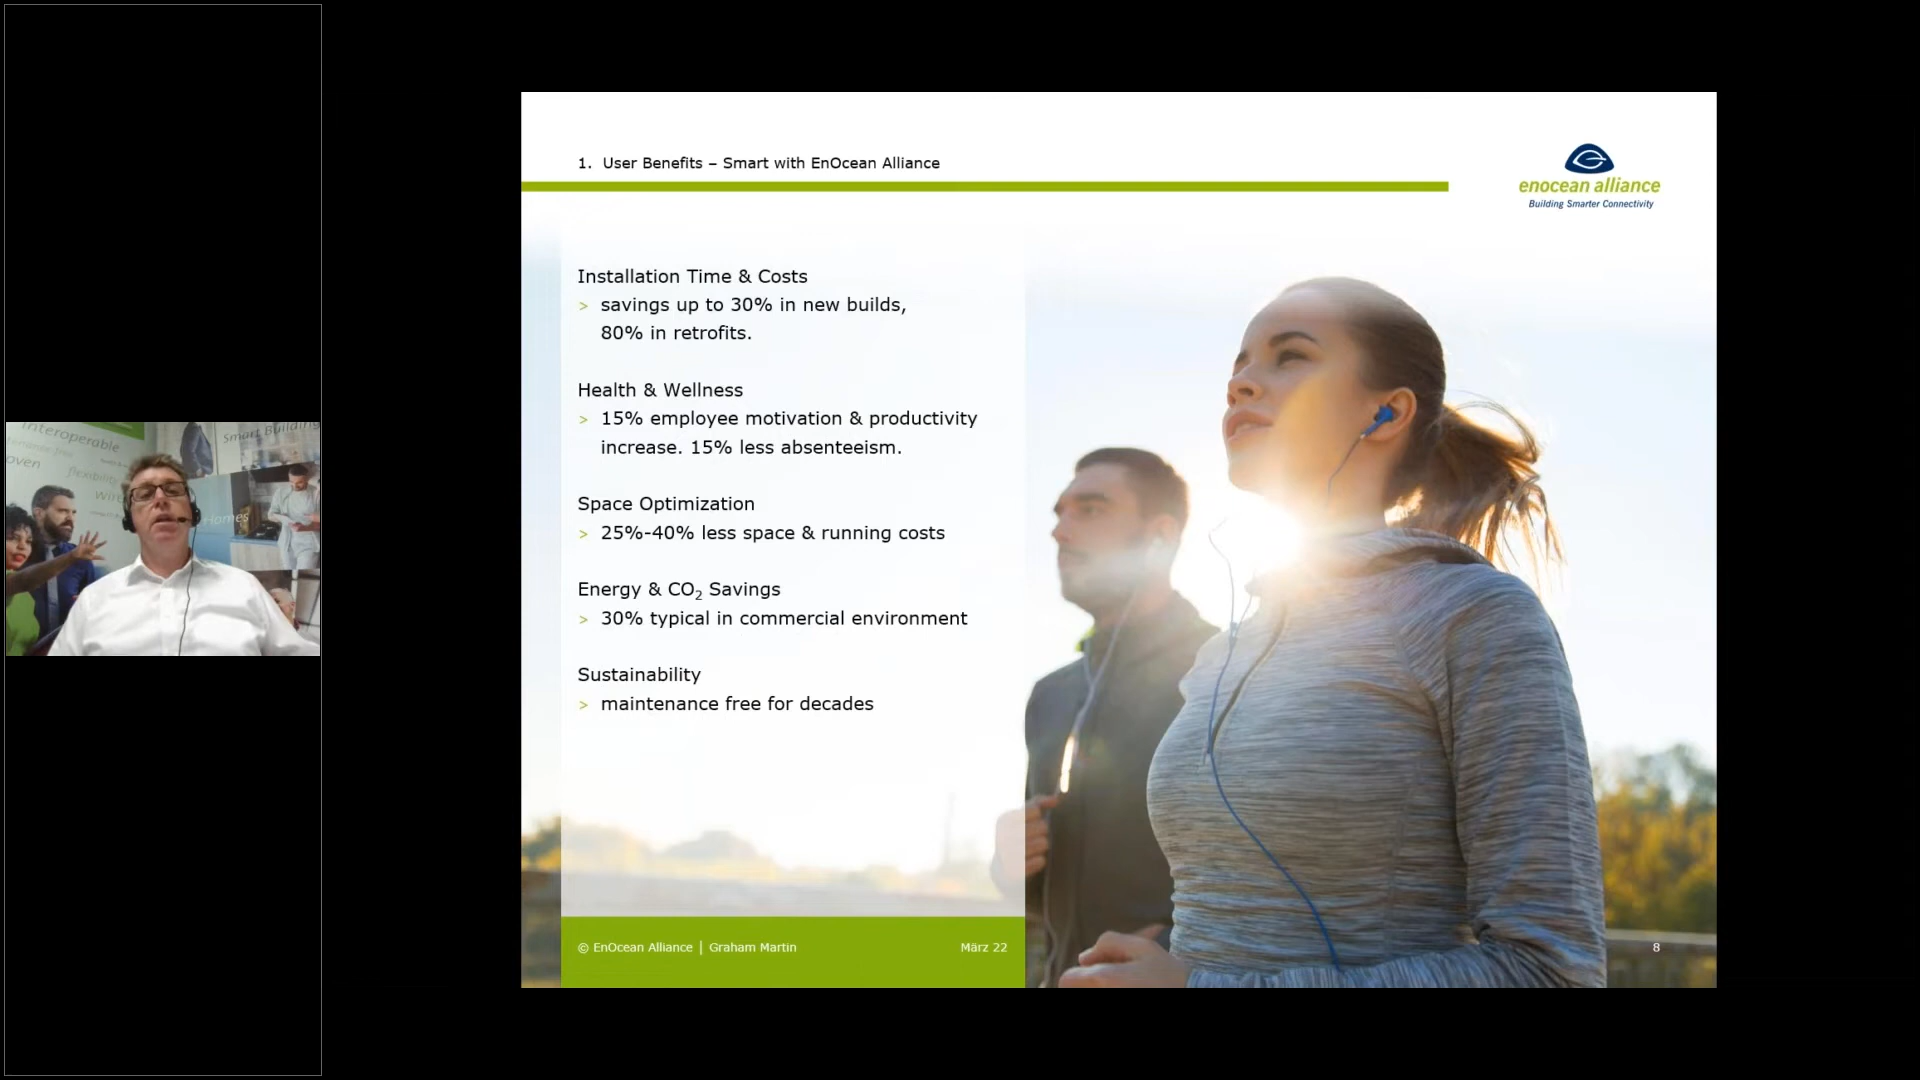 Interoperable
Smart Building
oven
flexibility
Homes
1. User Benefits – Smart with EnOcean Alliance
enocean alliance
Building Smarter Connectivity
Installation Time & Costs
> savings up to 30% in new builds,
80% in retrofits.
Health & Wellness
> 15% employee motivation & productivity
increase. 15% less absenteeism.
Space Optimization
> 25%-40% less space & running costs
Energy & CO₂ Savings
> 30% typical in commercial environment
Sustainability
> maintenance free for decades
© EnOcean Alliance | Graham Martin
März 22
8